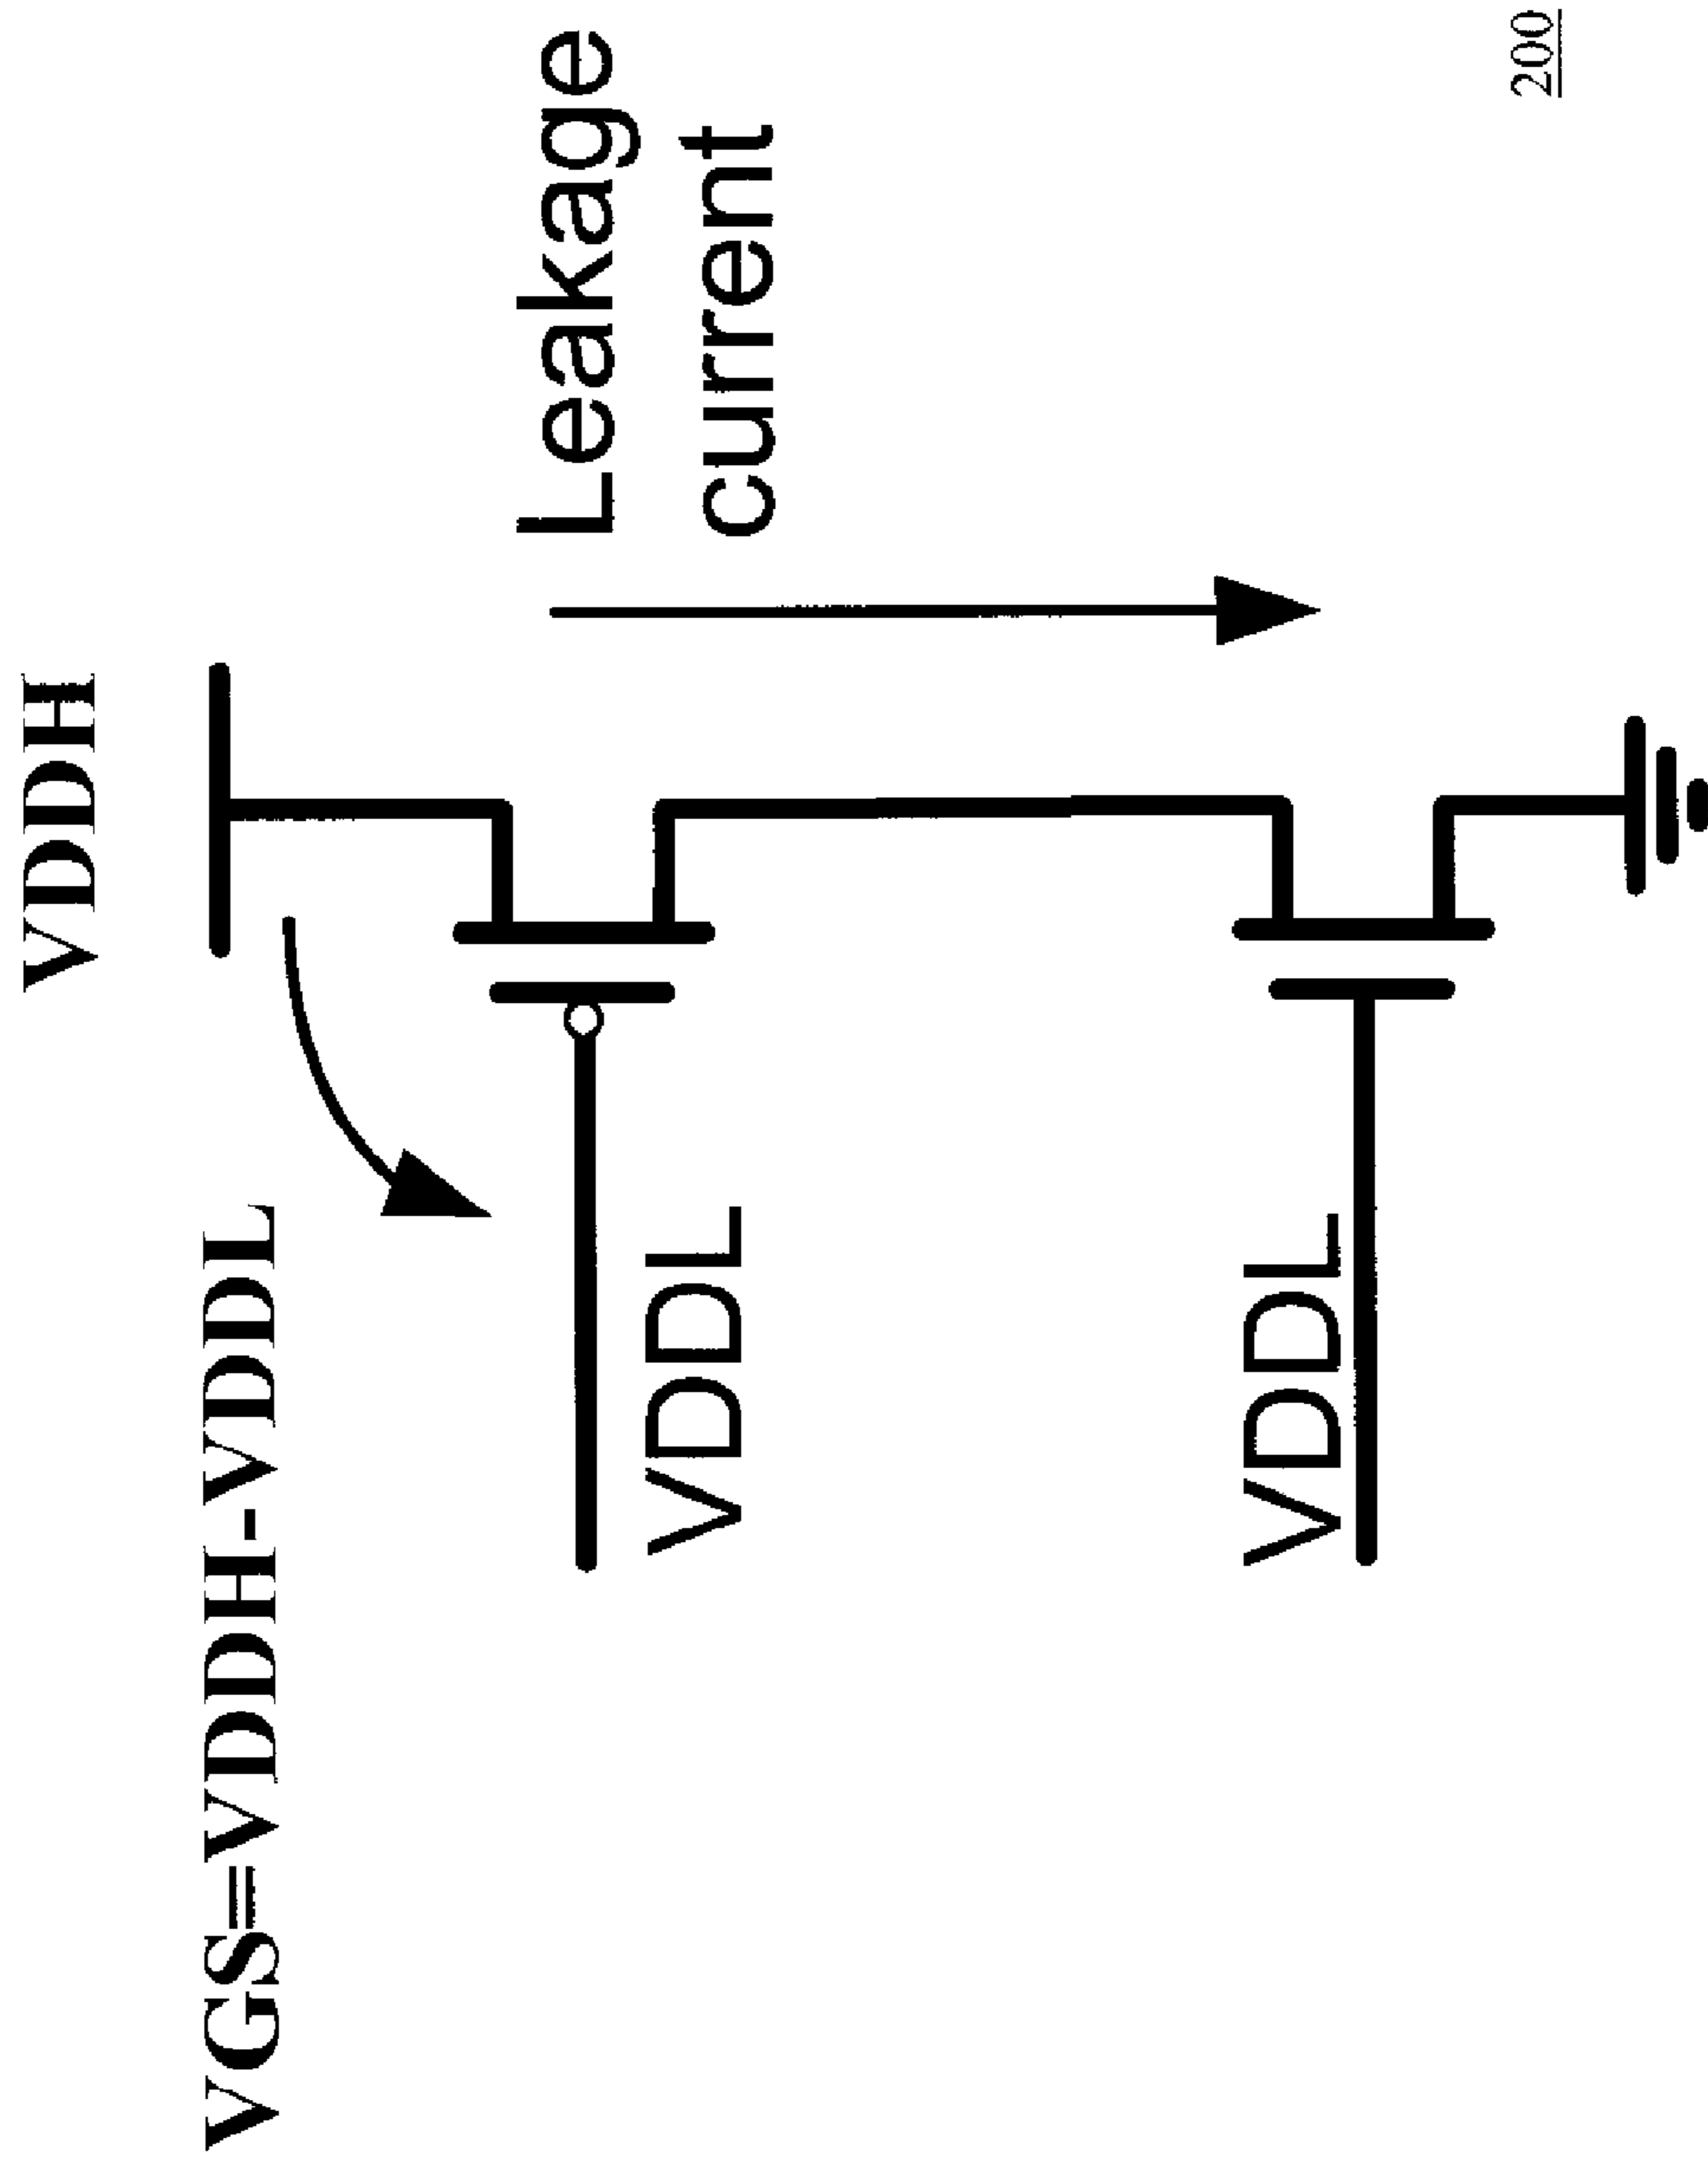 VDDH
VGS=VDDH-VDDL
Leakage
current
VDDL
VDDL
200